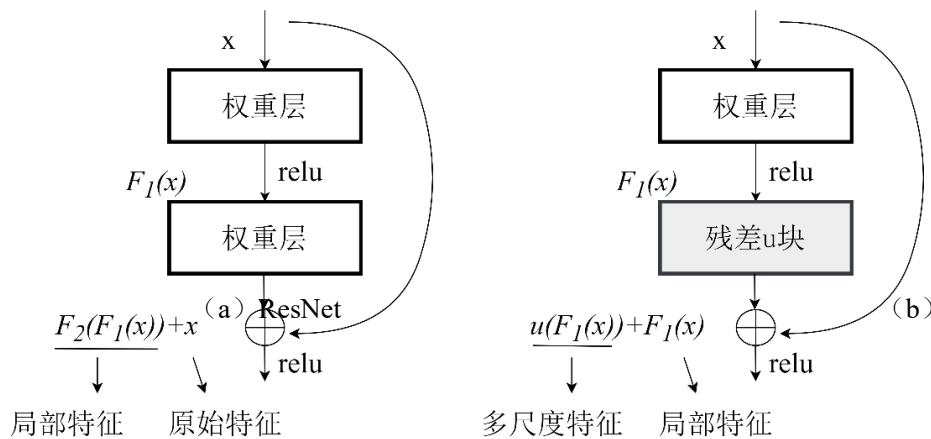 x
权重层
relu
F1(x)
权重层
(a) ResNet
F2(F1(x))+x
relu
局部特征 原始特征
x
权重层
relu
F1(x)
残差u块
(b)
u(F1(x))+F1(x)
relu
多尺度特征 局部特征